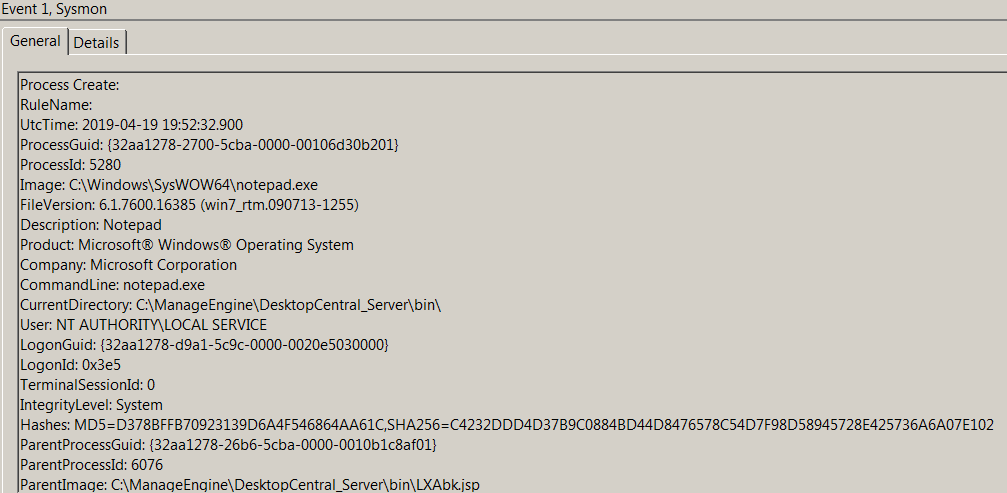 Event 1, Sysmon
General Details
Process Create:
RuleName:
UtcTime: 2019-04-19 19:52:32.900
ProcessGuid: {32aa1278-2700-5cba-0000-00106d30b201}
ProcessId: 5280
Image: C:\Windows\SysWOW64\notepad.exe
FileVersion: 6.1.7600.16385 (win7_rtm.090713-1255)
Description: Notepad
Product: Microsoft® Windows® Operating System
Company: Microsoft Corporation
CommandLine: notepad.exe
CurrentDirectory: C:\ManageEngine\DesktopCentral_Server\bin\
User: NT AUTHORITY\LOCAL SERVICE
LogonGuid: {32aa1278-d9a1-5c9c-0000-0020e5030000}
LogonId: 0x3e5
TerminalSessionId: 0
IntegrityLevel: System
Hashes: MD5=D378BFFB70923139D6A4F546864AA61C,SHA256=C4232DDD4D37B9C0884BD44D8476578C54D7F98D58945728E425736A6A07E102
ParentProcessGuid: {32aa1278-26b6-5cba-0000-0010b1c8af01}
ParentProcessId: 6076
ParentImage: C:\ManageEngine\DesktopCentral_Server\bin\LXAbk.jsp